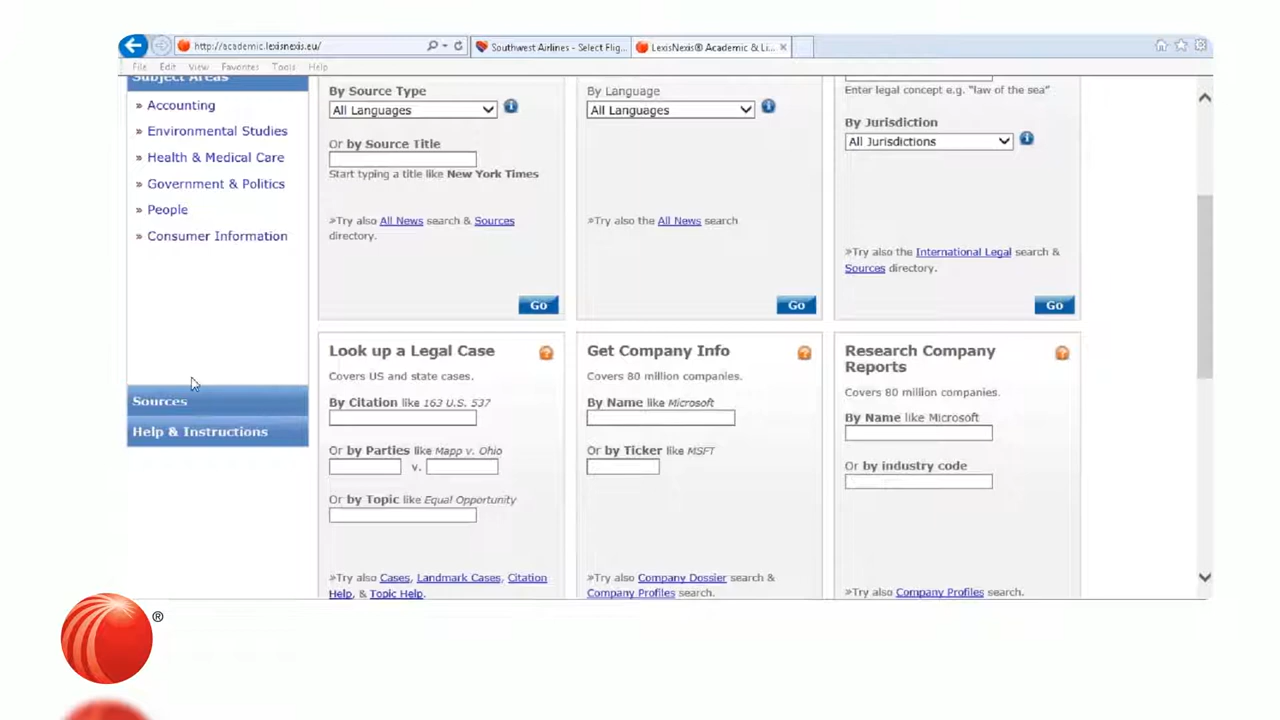 http://academic.lexisnexis.eu/
Southwest Airlines - Select Flig...
LexisNexis® Academic & Li...
File Edit View Favorites Tools Help
Subject Areas
» Accounting
» Environmental Studies
» Health & Medical Care
» Government & Politics
» People
» Consumer Information
Sources
Help & Instructions
By Source Type
All Languages
Or by Source Title
Start typing a title like New York Times
»Try also All News search & Sources
directory.
Go
By Language
All Languages
»Try also the All News search
Go
Enter legal concept e.g. "law of the sea"
By Jurisdiction
All Jurisdictions
»Try also the International Legal search &
Sources directory.
Go
Look up a Legal Case
Covers US and state cases.
By Citation like 163 U.S. 537
Or by Parties like Mapp v. Ohio
v.
Or by Topic like Equal Opportunity
»Try also Cases, Landmark Cases, Citation
Help, & Topic Help.
Get Company Info
Covers 80 million companies.
By Name like Microsoft
Or by Ticker like MSFT
»Try also Company Dossier search &
Company Profiles search.
Research Company
Reports
Covers 80 million companies.
By Name like Microsoft
Or by industry code
»Try also Company Profiles search.
®